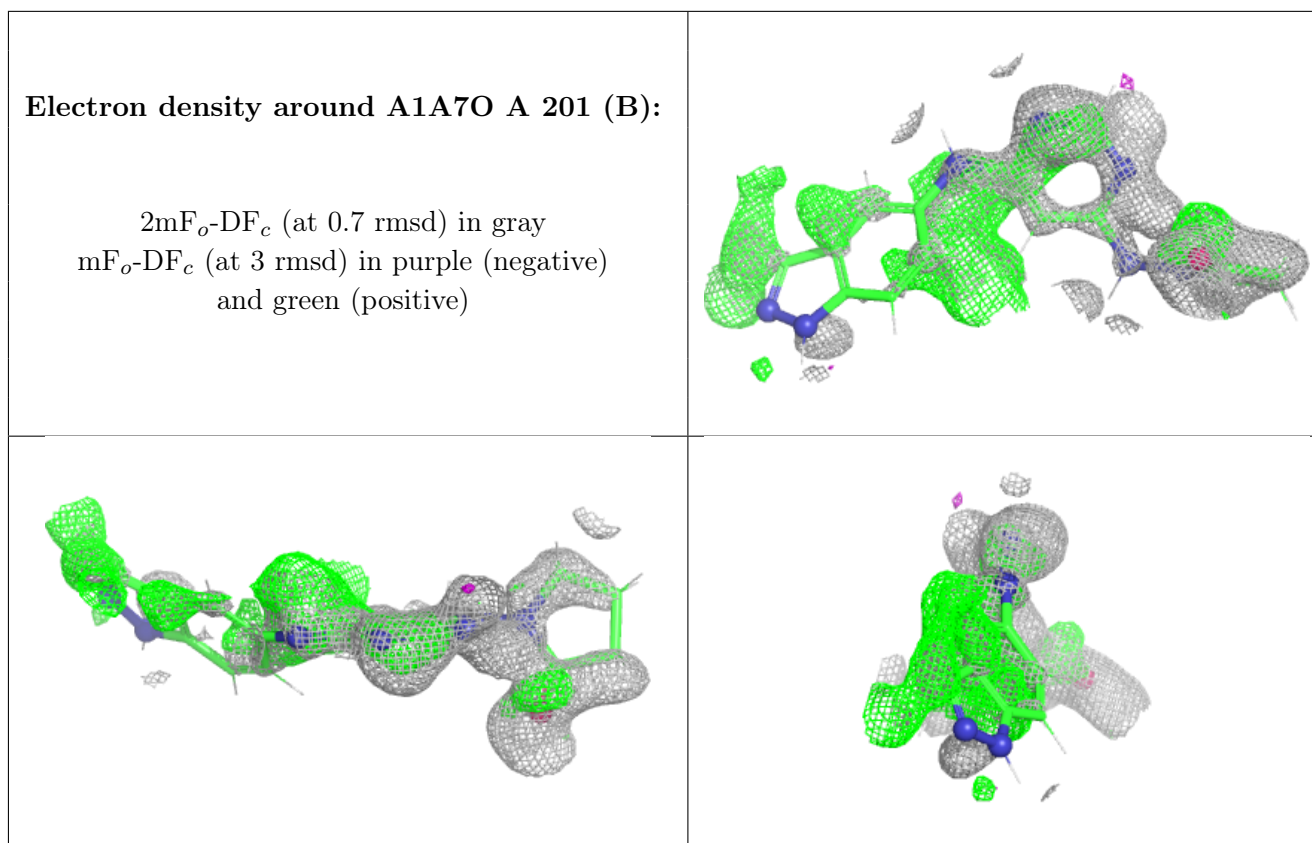 Electron density around A1A7O A 201 (B):
2mFo-DFc (at 0.7 rmsd) in gray
mFo-DFc (at 3 rmsd) in purple (negative)
and green (positive)